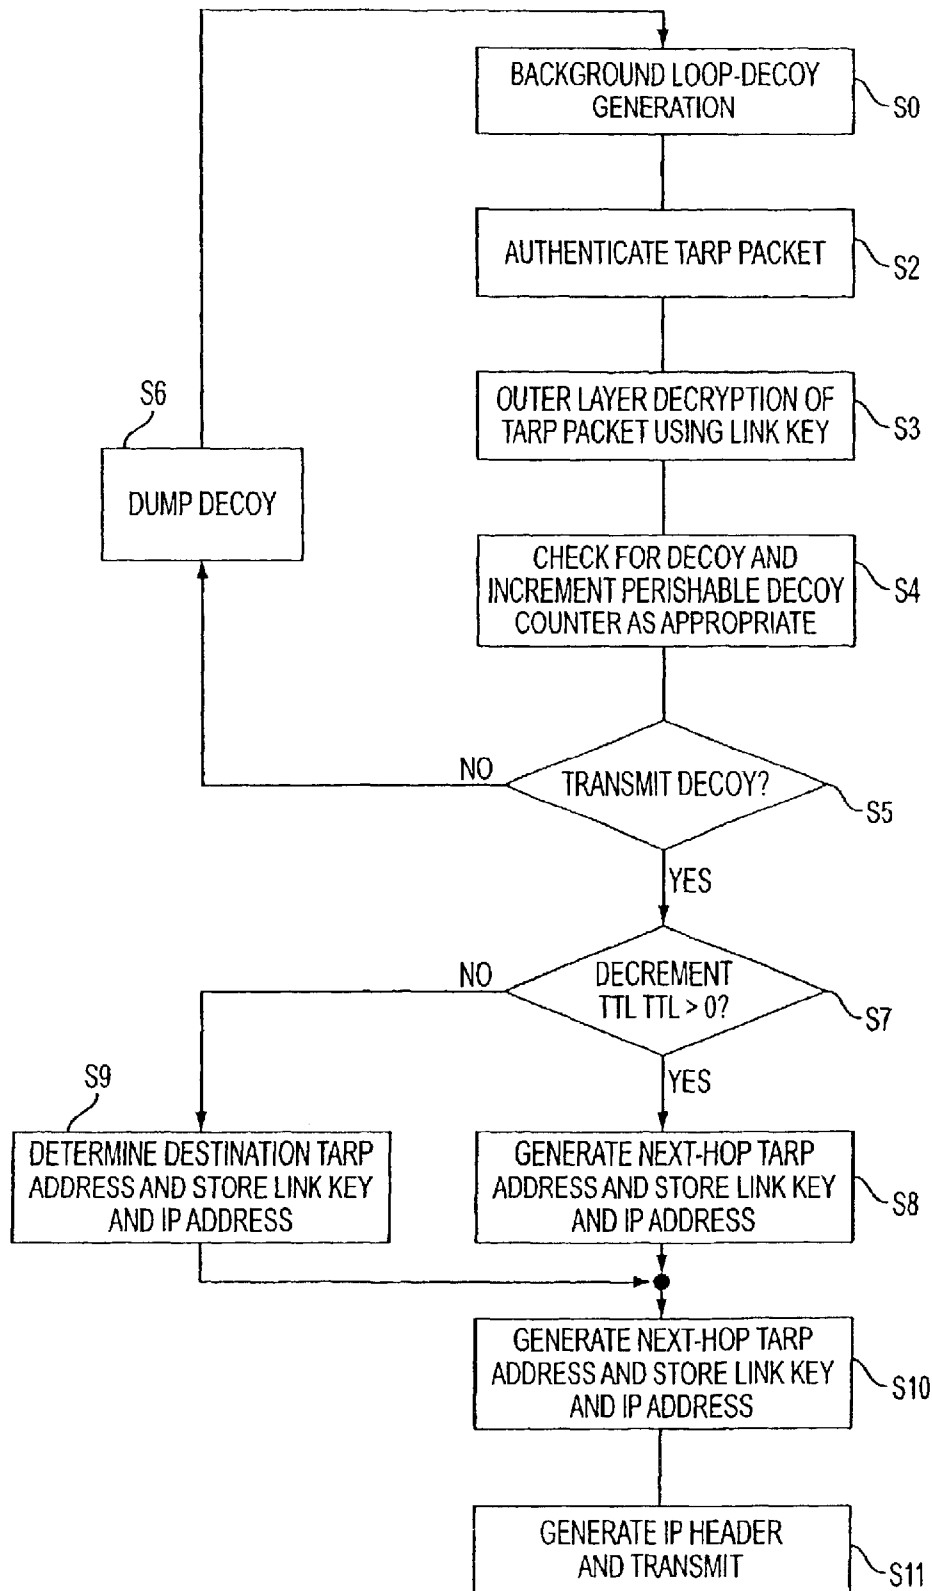 BACKGROUND LOOP-DECOY
GENERATION
S0
AUTHENTICATE TARP PACKET
S2
OUTER LAYER DECRYPTION OF
TARP PACKET USING LINK KEY
S3
S6
DUMP DECOY
CHECK FOR DECOY AND
INCREMENT PERISHABLE DECOY
COUNTER AS APPROPRIATE
S4
NO
TRANSMIT DECOY?
S5
YES
NO
DECREMENT
TTL TTL > 0?
S7
YES
S9
DETERMINE DESTINATION TARP
ADDRESS AND STORE LINK KEY
AND IP ADDRESS
GENERATE NEXT-HOP TARP
ADDRESS AND STORE LINK KEY
AND IP ADDRESS
S8
GENERATE NEXT-HOP TARP
ADDRESS AND STORE LINK KEY
AND IP ADDRESS
S10
GENERATE IP HEADER
AND TRANSMIT
S11